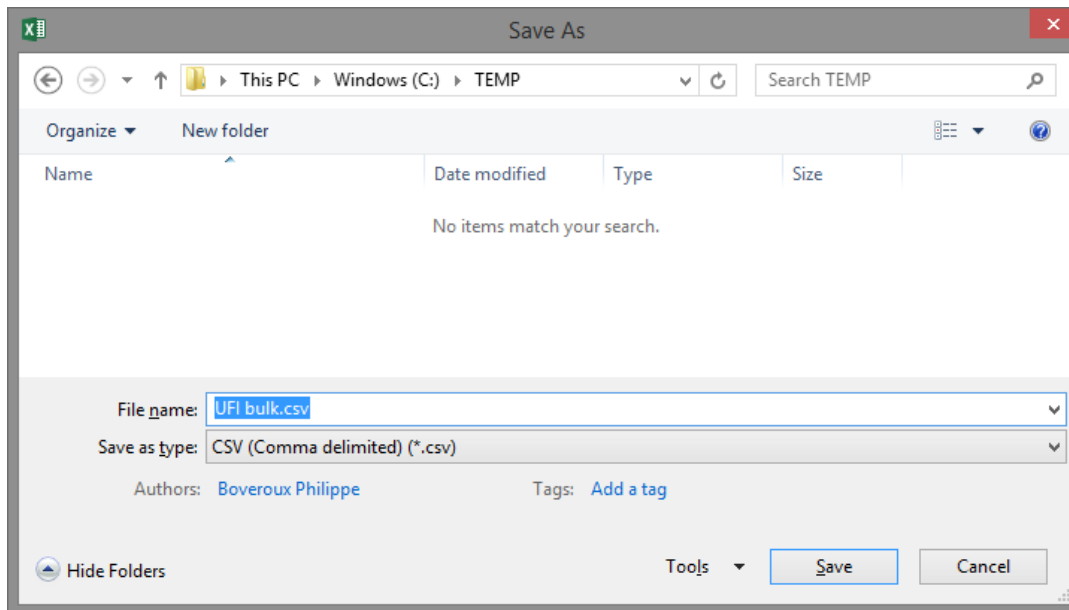 Save As
This PC Windows (C:) TEMP Search TEMP
Organize New folder
Name Date modified Type Size
No items match your search.
File name: UFI bulk.csv
Save as type: CSV (Comma delimited) (*.csv)
Authors: Boveroux Philippe Tags: Add a tag
Hide Folders Tools Save Cancel